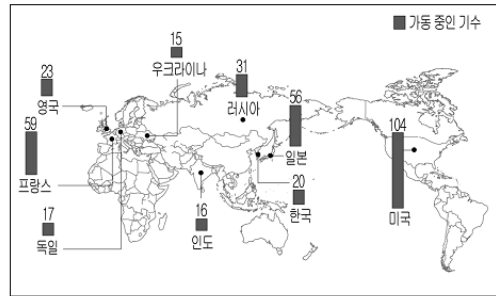 가동 중인 기수
15
우크라이나
23
영국
31
러시아
56
일본
59
프랑스
104
미국
20
한국
17
독일
16
인도